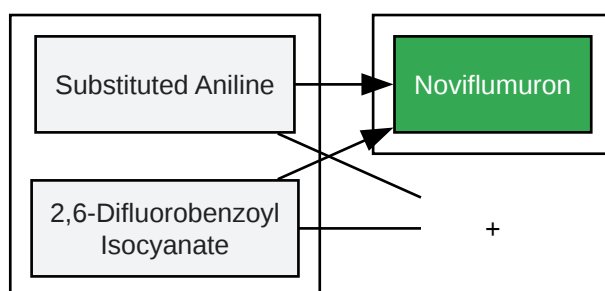 Substituted Aniline
Noviflumuron
2,6-Difluorobenzoyl
Isocyanate
+